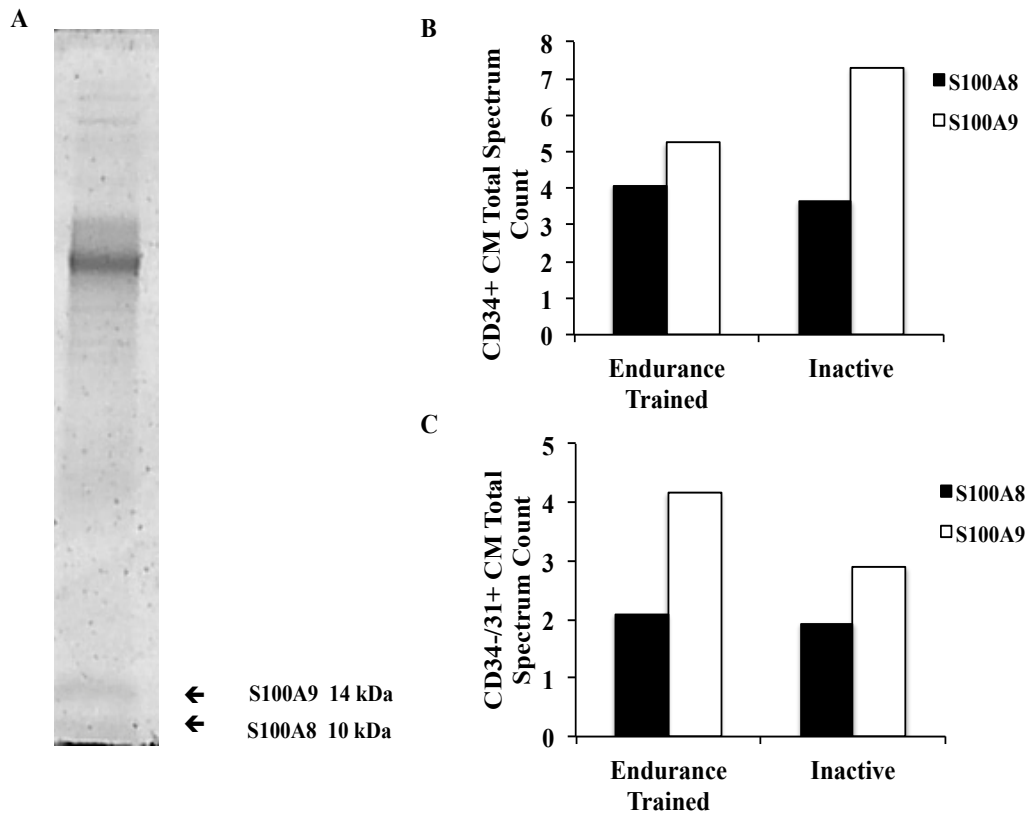 A
S100A9 14 kDa
S100A8 10 kDa
B
CD34+ CM Total Spectrum
Count
8
7
6
5
4
3
2
1
0
Endurance
Trained
Inactive
S100A8
S100A9
C
CD34-/31+ CM Total
Spectrum Count
5
4
3
2
1
0
Endurance
Trained
Inactive
S100A8
S100A9